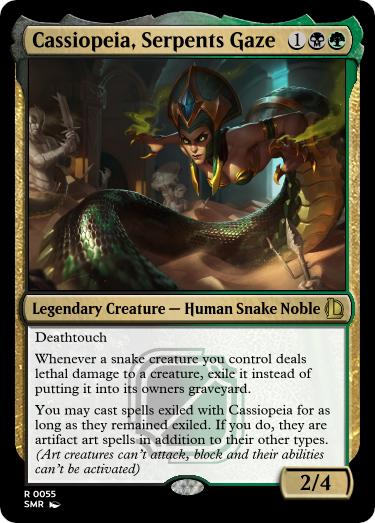 Cassiopeia, Serpents Gaze 1
Legendary Creature — Human Snake Noble
Deathtouch
Whenever a snake creature you control deals
lethal damage to a creature, exile it instead of
putting it into its owners graveyard.
You may cast spells exiled with Cassiopeia for as
long as they remained exiled. If you do, they are
artifact art spells in addition to their other types.
(Art creatures can't attack, block and their abilities
can't be activated)
2/4
R 0055
SMR